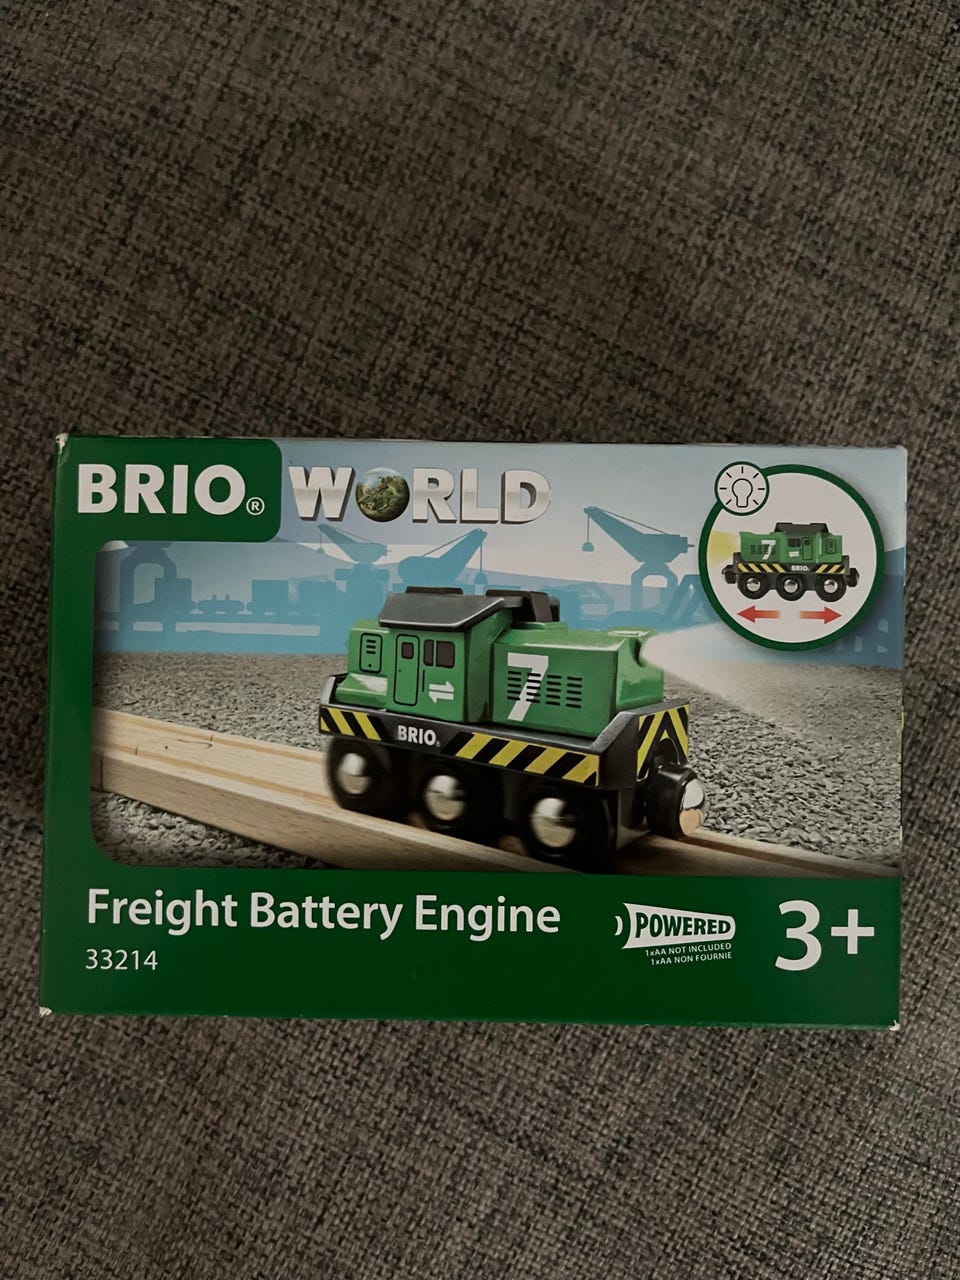 BRIO® WORLD
7
BRIO.
7
BRIO.
Freight Battery Engine
33214
POWERED
1xAA NOT INCLUDED
1xAA NON FOURNIE
3+